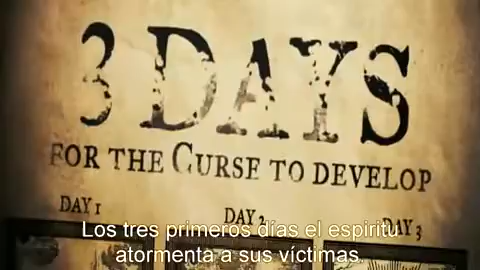 3 DAYS
FOR THE CURSE TO DEVELOP
DAY 1 DAY 2 DAY 3
Los tres primeros días el espiritu
atormenta a sus víctimas.